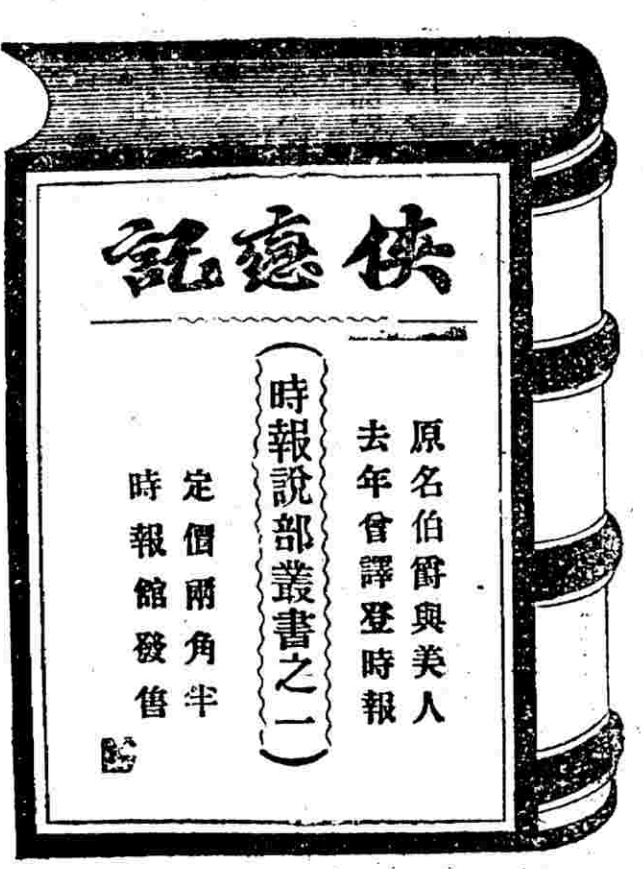 俠戀記
原名伯爵與美人
去年曾譯登時報
時報說部叢書之一
定價兩角半
時報館發售